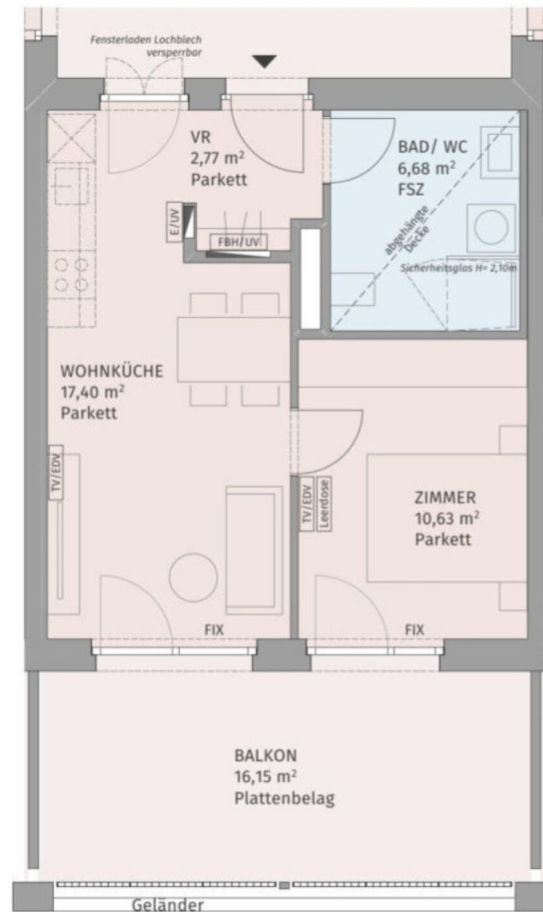 Fensterladen Lochblech
versperrbar
VR
2,77 m²
Parkett
BAD/ WC
6,68 m²
FSZ
abgehängte
Decke
Sicherheitsglas H= 2,10m
E/UV
FBH/UV
WOHNKÜCHE
17,40 m²
Parkett
TV/EDV
TV/EDV
Leerdose
ZIMMER
10,63 m²
Parkett
FIX
FIX
BALKON
16,15 m²
Plattenbelag
Geländer